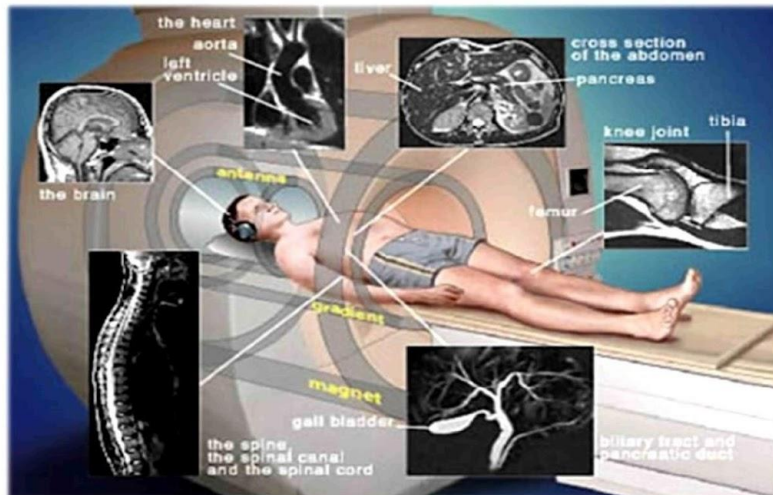 the heart
aorta
left
ventricle
liver
cross section
of the abdomen
pancreas
knee joint
tibia
the brain
antenna
femur
gradient
magnet
gall bladder
the spine,
the spinal canal
and the spinal cord
biliary tract and
pancreatic duct